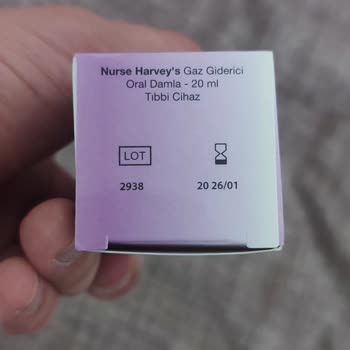 Nurse Harvey's Gaz Giderici
Oral Damla - 20 ml
Tıbbi Cihaz
LOT
2938 20 26/01